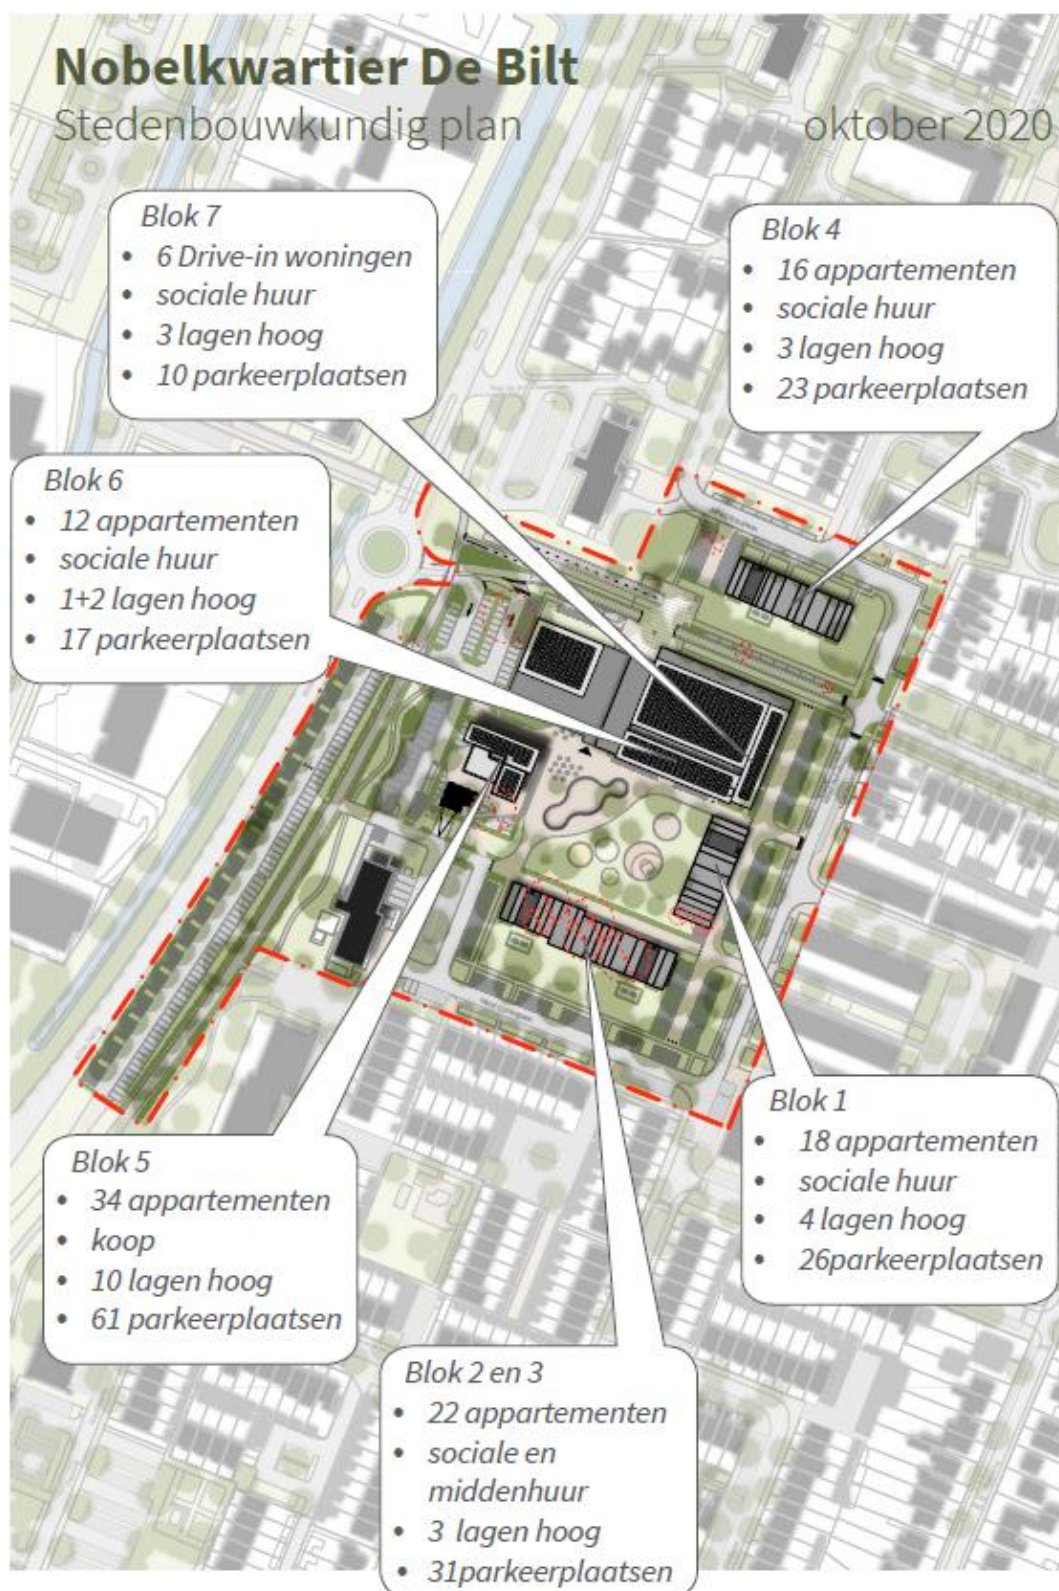 Nobelkwartier De Bilt
Stedenbouwkundig plan
oktober 2020
Blok 7
• 6 Drive-in woningen
• sociale huur
• 3 lagen hoog
• 10 parkeerplaatsen
Blok 4
• 16 appartementen
• sociale huur
• 3 lagen hoog
• 23 parkeerplaatsen
Blok 6
• 12 appartementen
• sociale huur
• 1+2 lagen hoog
• 17 parkeerplaatsen
Blok 1
• 18 appartementen
• sociale huur
• 4 lagen hoog
• 26parkeerplaatsen
Blok 5
• 34 appartementen
• koop
• 10 lagen hoog
• 61 parkeerplaatsen
Blok 2 en 3
• 22 appartementen
• sociale en
middenhuur
• 3 lagen hoog
• 31parkeerplaatsen